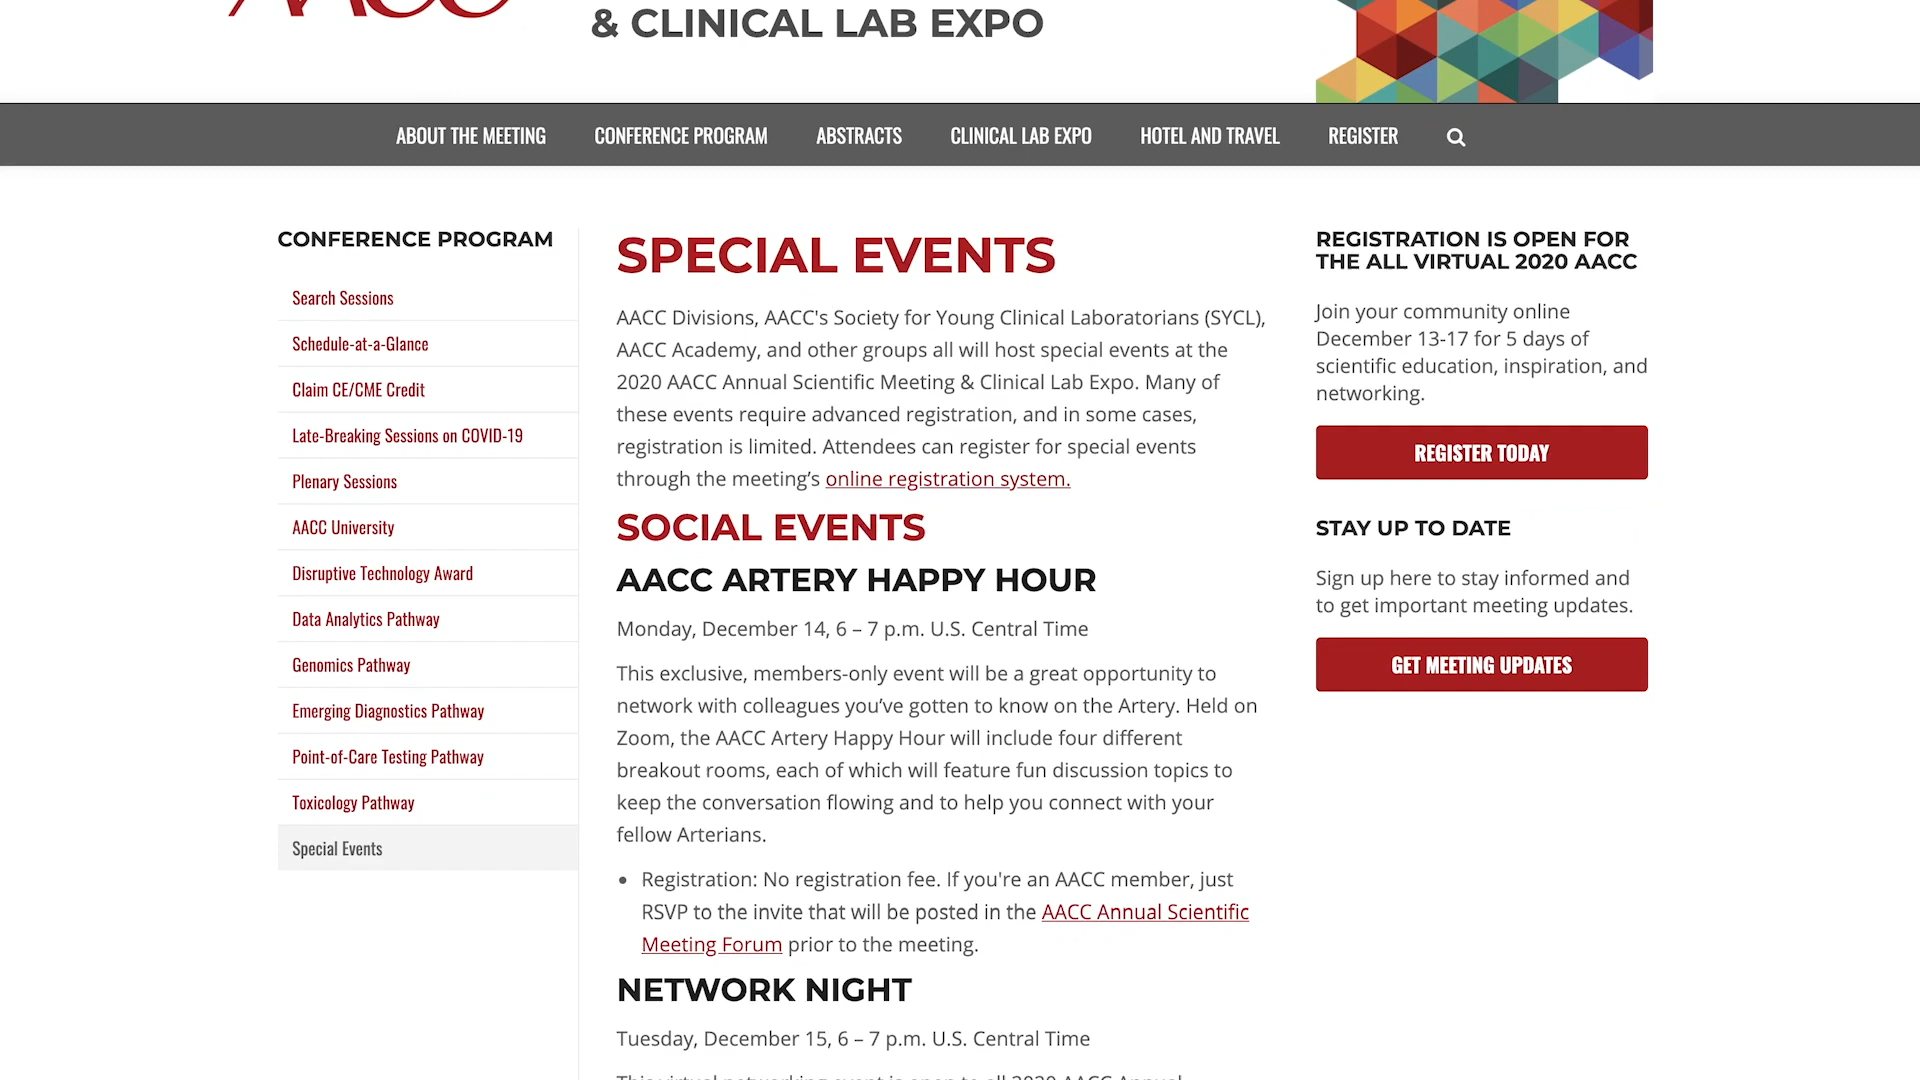 AACC
& CLINICAL LAB EXPO
ABOUT THE MEETING
CONFERENCE PROGRAM
ABSTRACTS
CLINICAL LAB EXPO
HOTEL AND TRAVEL
REGISTER
CONFERENCE PROGRAM
Search Sessions
Schedule-at-a-Glance
Claim CE/CME Credit
Late-Breaking Sessions on COVID-19
Plenary Sessions
AACC University
Disruptive Technology Award
Data Analytics Pathway
Genomics Pathway
Emerging Diagnostics Pathway
Point-of-Care Testing Pathway
Toxicology Pathway
Special Events
SPECIAL EVENTS
AACC Divisions, AACC's Society for Young Clinical Laboratorians (SYCL),
AACC Academy, and other groups all will host special events at the
2020 AACC Annual Scientific Meeting & Clinical Lab Expo. Many of
these events require advanced registration, and in some cases,
registration is limited. Attendees can register for special events
through the meeting’s online registration system.
SOCIAL EVENTS
AACC ARTERY HAPPY HOUR
Monday, December 14, 6 – 7 p.m. U.S. Central Time
This exclusive, members-only event will be a great opportunity to
network with colleagues you’ve gotten to know on the Artery. Held on
Zoom, the AACC Artery Happy Hour will include four different
breakout rooms, each of which will feature fun discussion topics to
keep the conversation flowing and to help you connect with your
fellow Arterians.
• Registration: No registration fee. If you're an AACC member, just
RSVP to the invite that will be posted in the AACC Annual Scientific
Meeting Forum prior to the meeting.
NETWORK NIGHT
Tuesday, December 15, 6 – 7 p.m. U.S. Central Time
This virtual networking event is open to all 2020 AACC Annual
REGISTRATION IS OPEN FOR
THE ALL VIRTUAL 2020 AACC
Join your community online
December 13-17 for 5 days of
scientific education, inspiration, and
networking.
REGISTER TODAY
STAY UP TO DATE
Sign up here to stay informed and
to get important meeting updates.
GET MEETING UPDATES